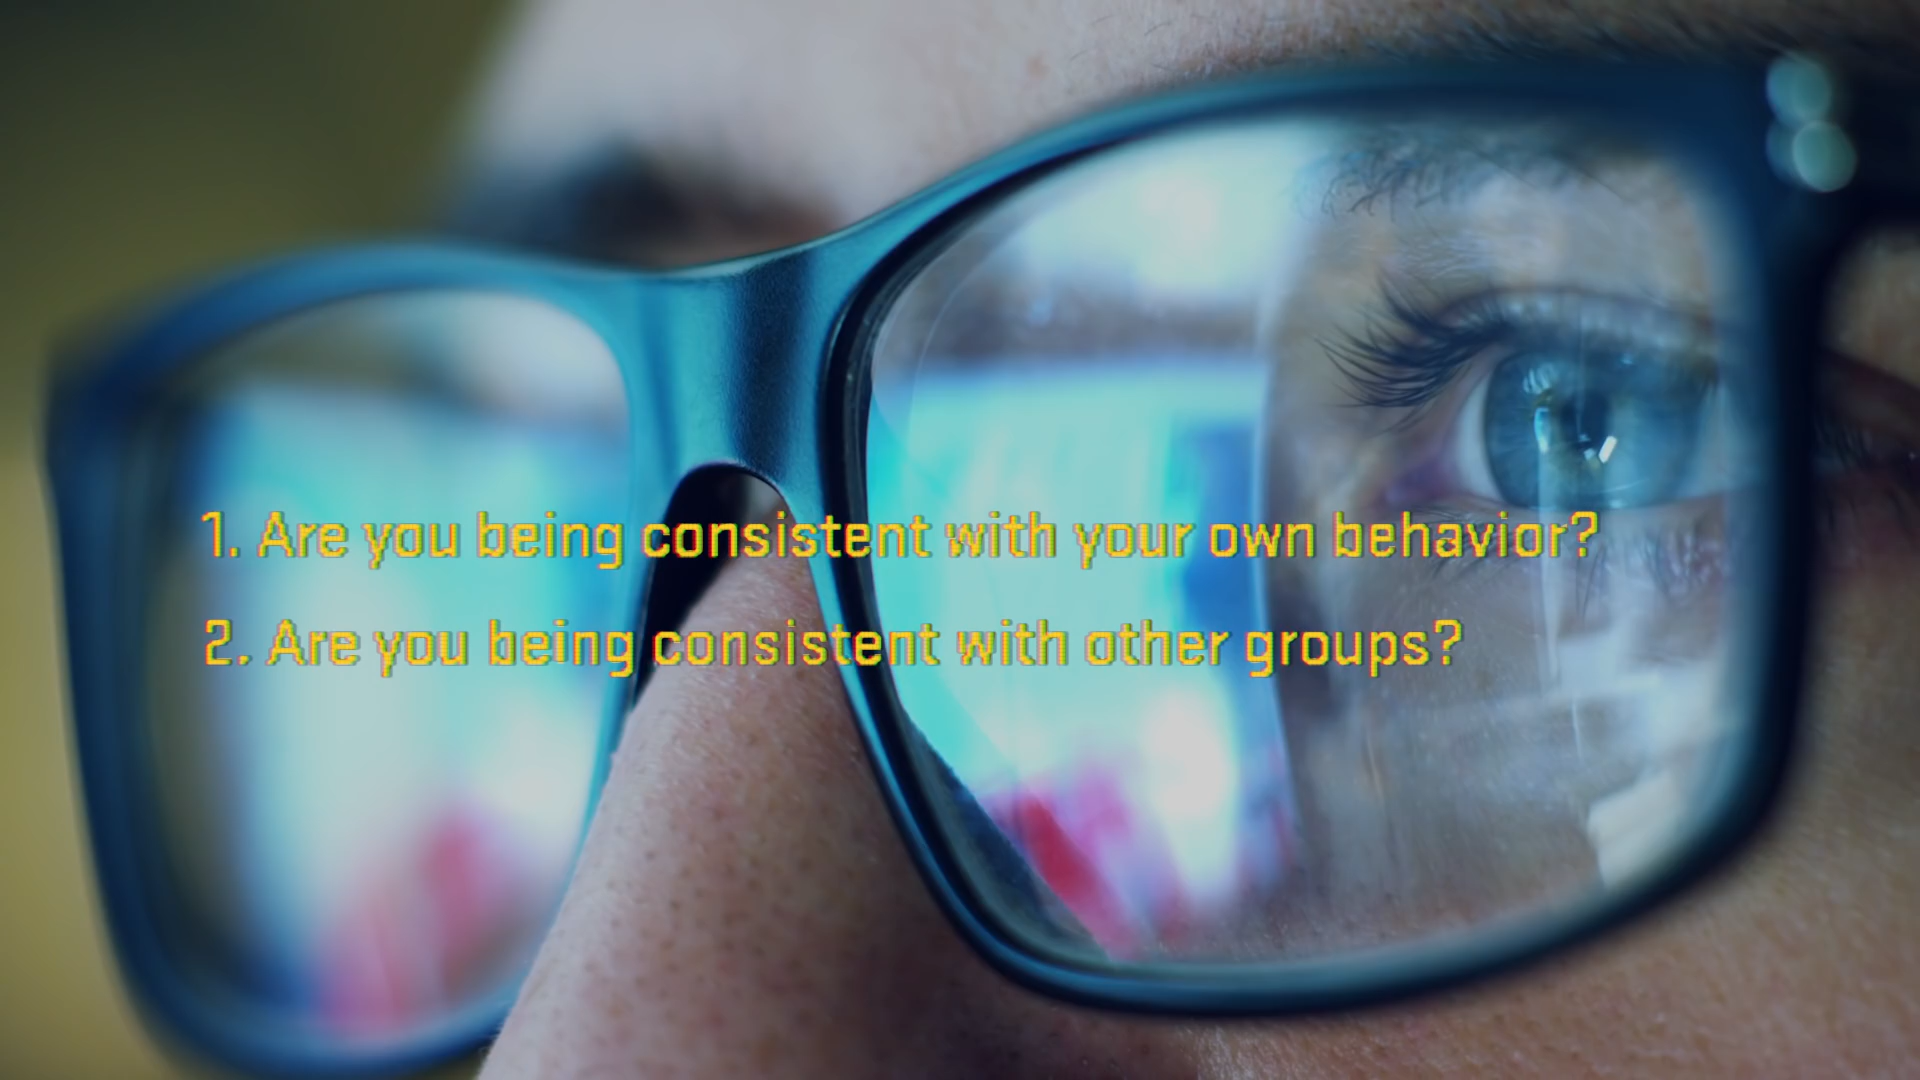 1. Are you being consistent with your own behavior?
2. Are you being consistent with other groups?